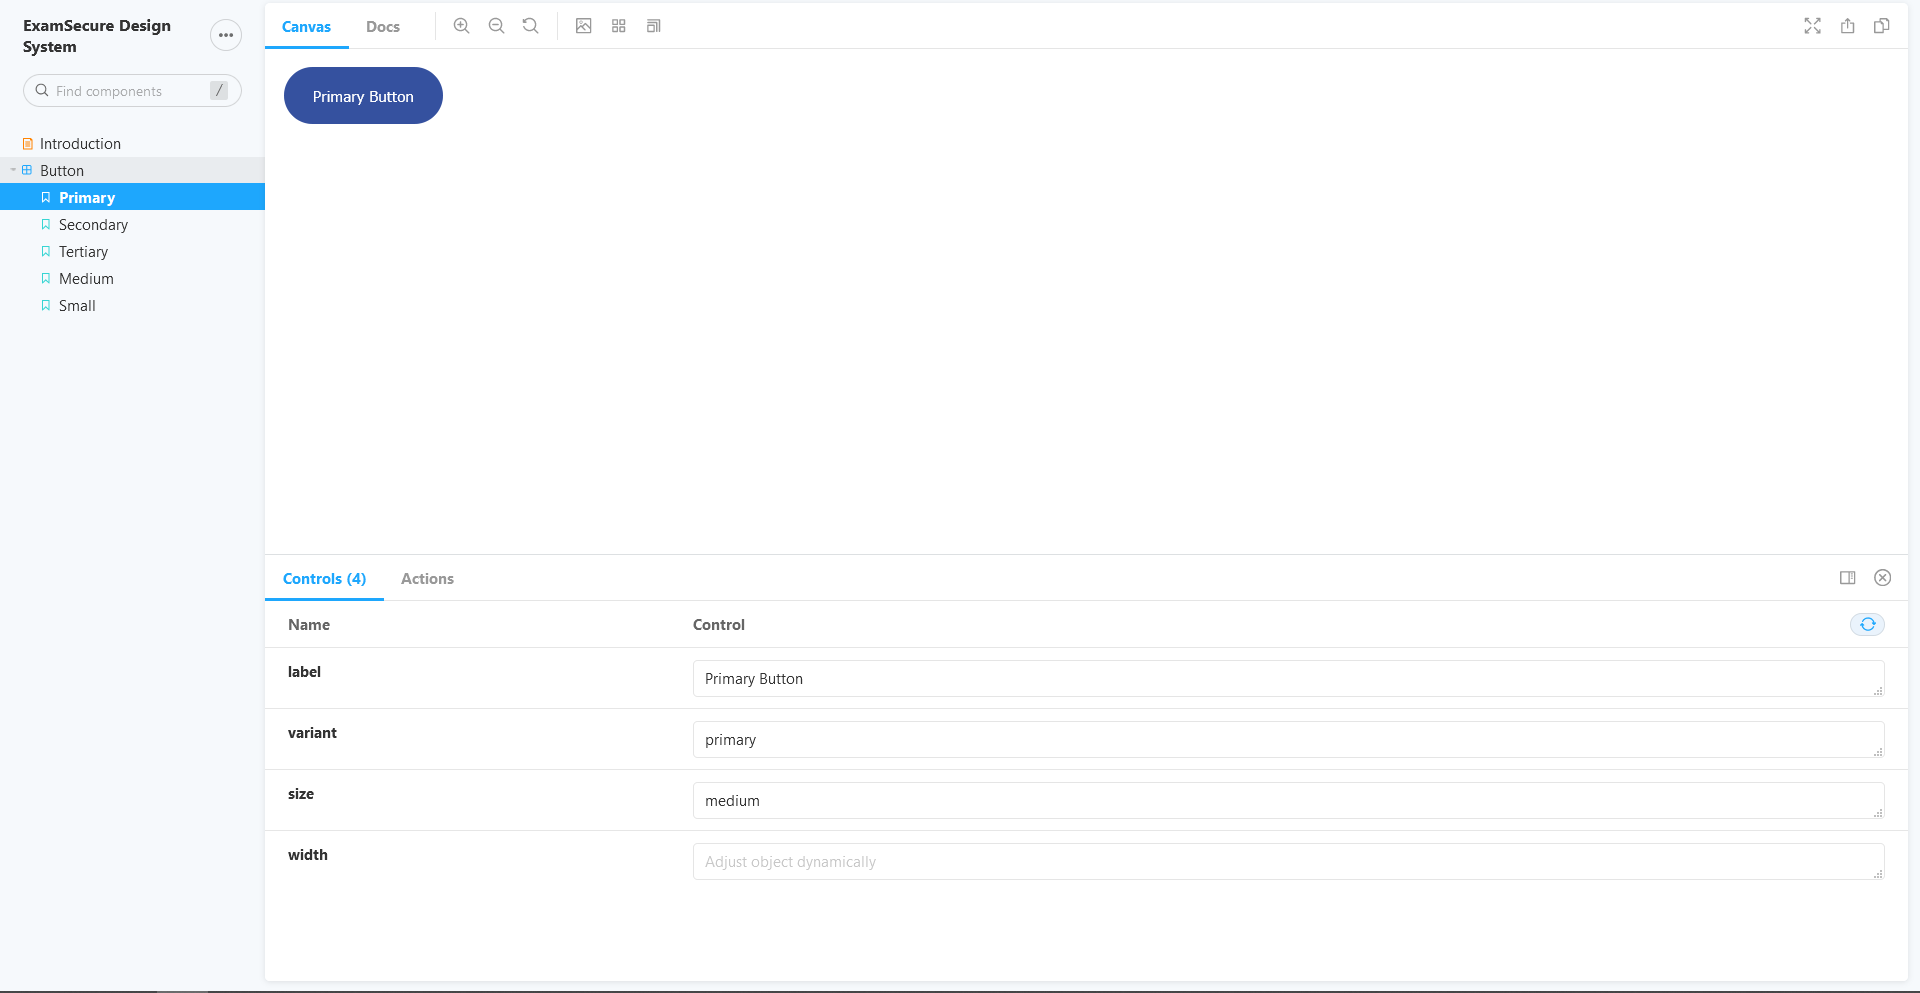 ExamSecure Design
System
Find components
/
Introduction
Button
Primary
Secondary
Tertiary
Medium
Small
Canvas
Docs
Primary Button
Controls (4)
Actions
Name
Control
label
Primary Button
variant
primary
size
medium
width
Adjust object dynamically